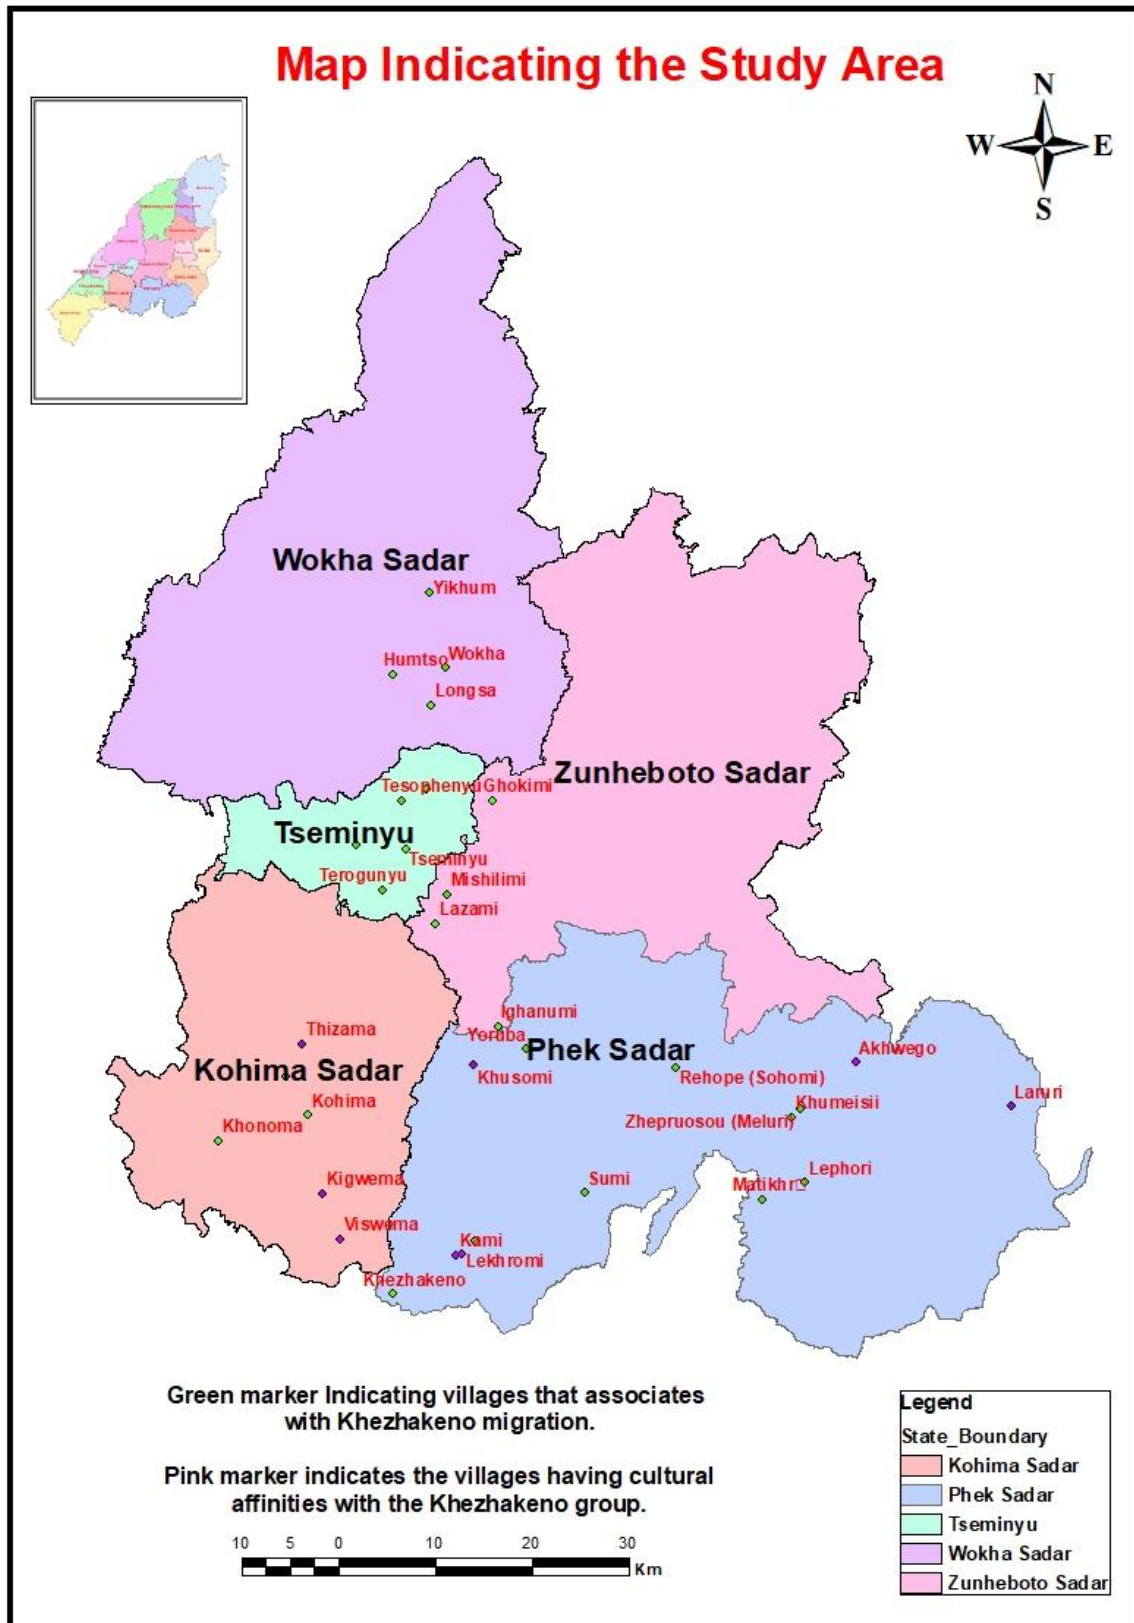 Map Indicating the Study Area
N
W E
S
Wokha Sadar
Yikhum
Humtso
Wokha
Longsa
Zunheboto Sadar
Tesophenyu
Ghokimi
Tseminyu
Tseminyu
Terogunyu
Mishilimi
Lazami
Ighanumi
Thizama
Yoruba
Phek Sadar
Akhwego
Kohima Sadar
Khusomi
Rehope (Sohomi)
Laruri
Kohima
Khumeisii
Khonoma
Zhepruosou (Meluri)
Kigwema
Sumi
Lephori
Viswema
Kami
Lekhromi
Khezhakeno
Green marker Indicating villages that associates
with Khezhakeno migration.
Pink marker indicates the villages having cultural
affinities with the Khezhakeno group.
10 5 0 10 20 30
Km
Legend
State_Boundary
Kohima Sadar
Phek Sadar
Tseminyu
Wokha Sadar
Zunheboto Sadar